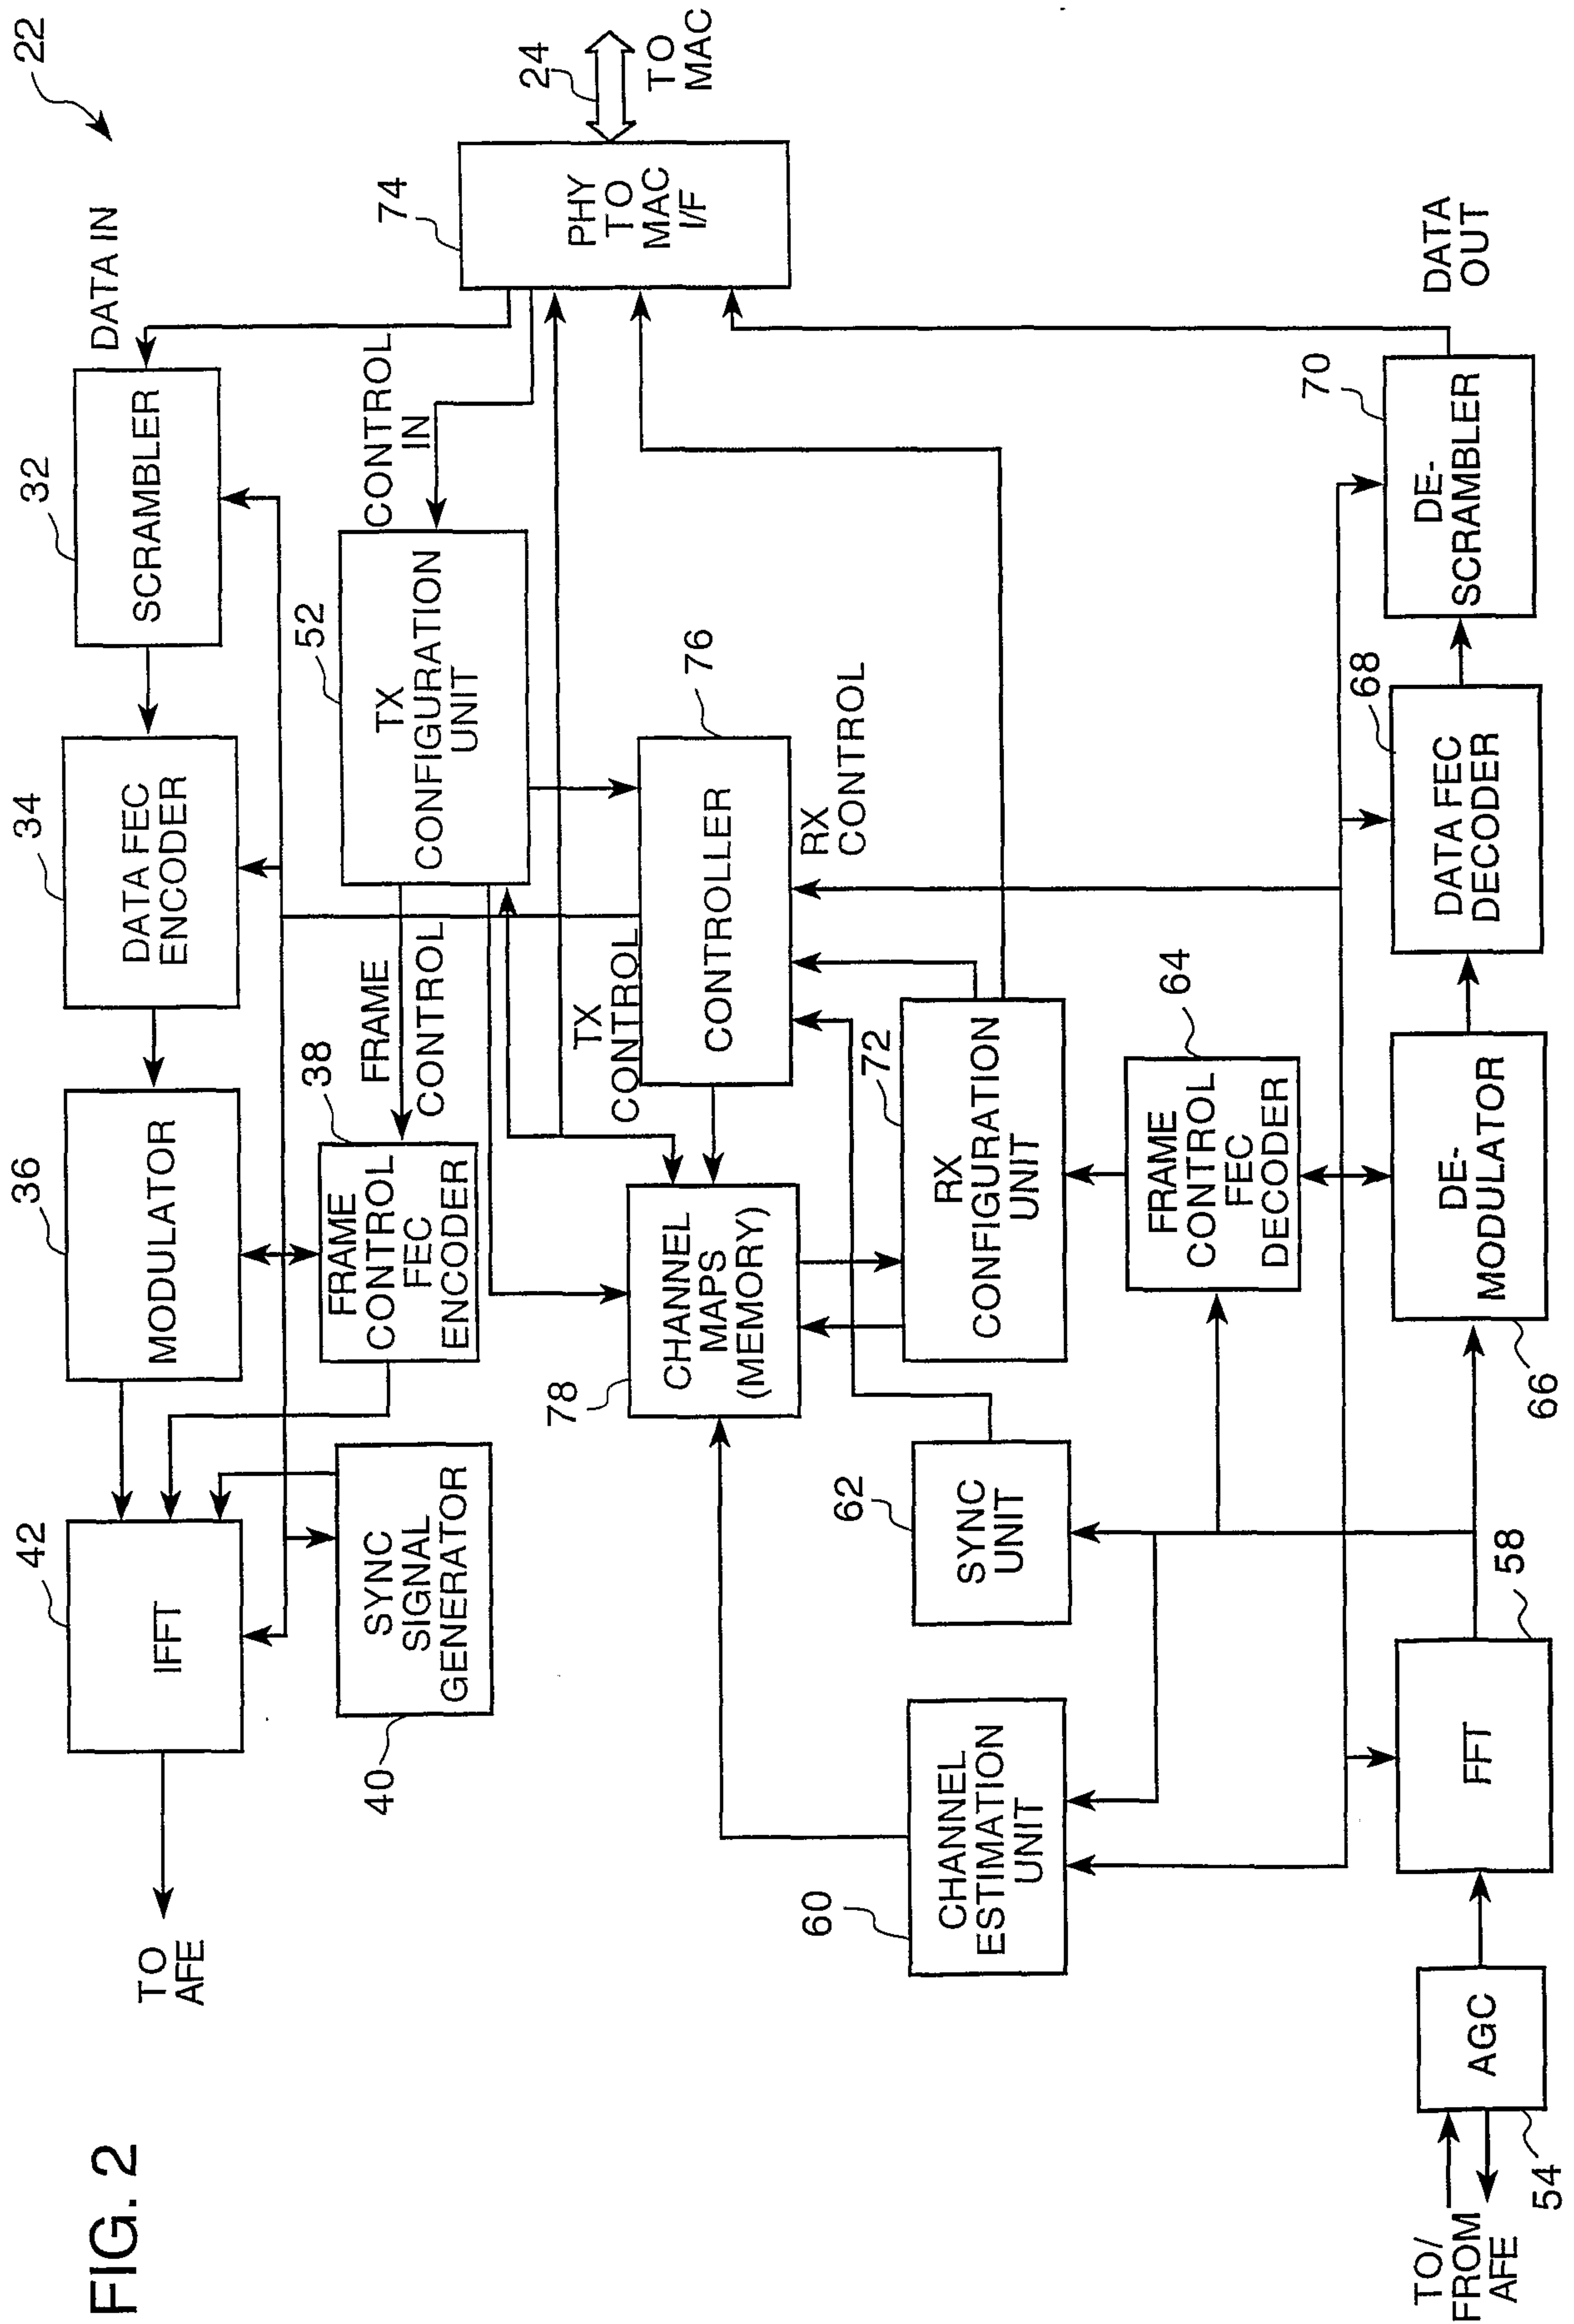 FIG. 2
22
TO
AFE
42
IFFT
36
MODULATOR
34
DATA FEC
ENCODER
32
SCRAMBLER
DATA IN
40
SYNC
SIGNAL
GENERATOR
38
FRAME
CONTROL
FEC
ENCODER
FRAME
CONTROL
52
TX
CONFIGURATION
UNIT
CONTROL
IN
74
PHY
TO
MAC
I/F
24
TO
MAC
78
CHANNEL
MAPS
(MEMORY)
TX
CONTROL
76
CONTROLLER
RX
CONTROL
60
CHANNEL
ESTIMATION
UNIT
62
SYNC
UNIT
72
RX
CONFIGURATION
UNIT
64
FRAME
CONTROL
FEC
DECODER
TO/
FROM
AFE
54
AGC
58
FFT
66
DE-
MODULATOR
68
DATA FEC
DECODER
70
DE-
SCRAMBLER
DATA
OUT